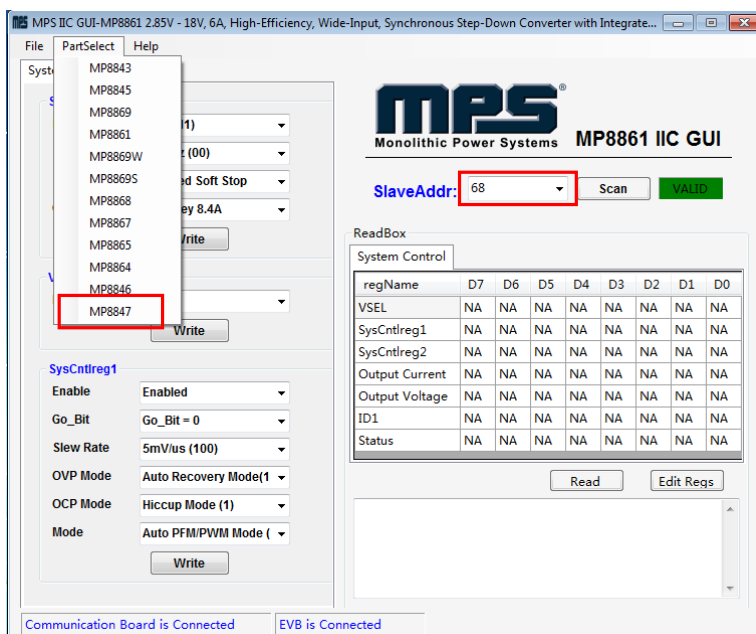 MPS IIC GUI-MP8861 2.85V - 18V, 6A, High-Efficiency, Wide-Input, Synchronous Step-Down Converter with Integrate...
File PartSelect Help
Syst
MP8843
MP8845
MP8869
MP8861
MP8869W
MP8869S
MP8868
MP8867
MP8865
MP8864
MP8846
MP8847
S
l1)
z (00)
ed Soft Stop
ey 8.4A
Write
V
Write
SysCntlreg1
Enable Enabled
Go_Bit Go_Bit = 0
Slew Rate 5mV/us (100)
OVP Mode Auto Recovery Mode(1
OCP Mode Hiccup Mode (1)
Mode Auto PFM/PWM Mode (
Write
mps®
Monolithic Power Systems
MP8861 IIC GUI
SlaveAddr: 68 Scan VALID
ReadBox
System Control
regName D7 D6 D5 D4 D3 D2 D1 D0
VSEL NA NA NA NA NA NA NA NA
SysCntlreg1 NA NA NA NA NA NA NA NA
SysCntlreg2 NA NA NA NA NA NA NA NA
Output Current NA NA NA NA NA NA NA NA
Output Voltage NA NA NA NA NA NA NA NA
ID1 NA NA NA NA NA NA NA NA
Status NA NA NA NA NA NA NA NA
Read Edit Regs
Communication Board is Connected EVB is Connected